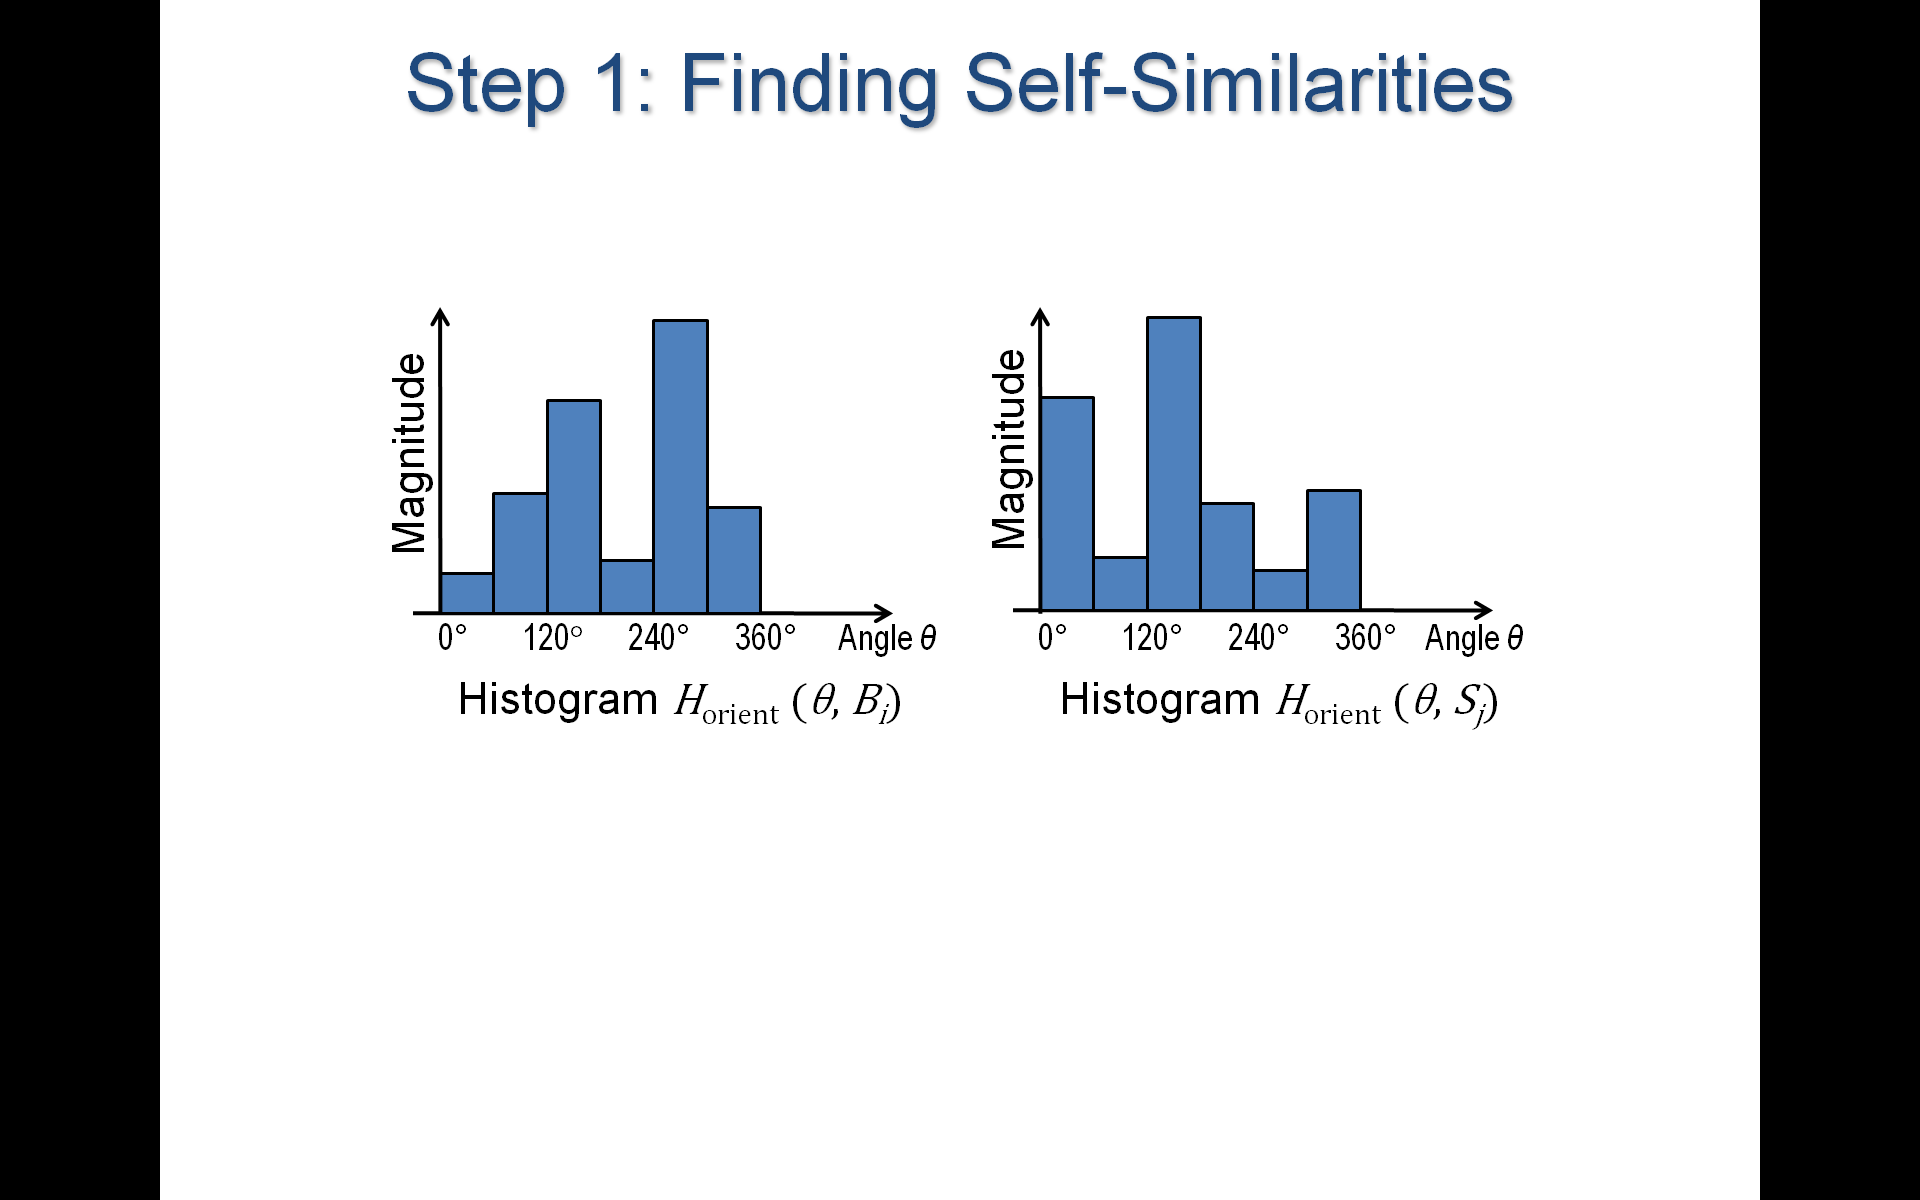 Step 1: Finding Self-Similarities
Magnitude
0° 120° 240° 360° Angle θ
Histogram H_orient (θ, B_i)
Magnitude
0° 120° 240° 360° Angle θ
Histogram H_orient (θ, S_j)